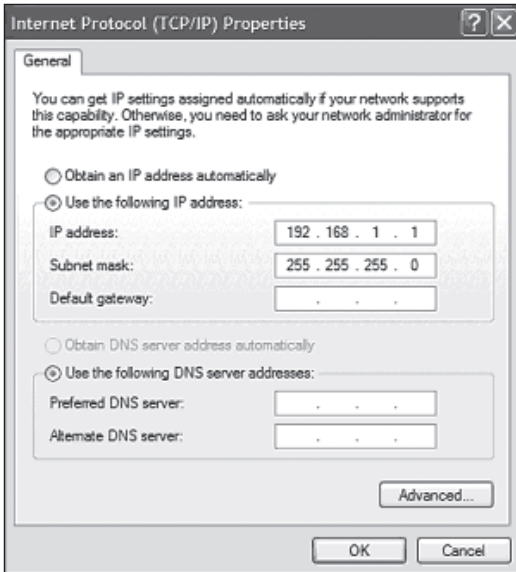 Internet Protocol (TCP/IP) Properties
General
You can get IP settings assigned automatically if your network supports
this capability. Otherwise, you need to ask your network administrator for
the appropriate IP settings.
Obtain an IP address automatically
Use the following IP address:
IP address: 192 . 168 . 1 . 1
Subnet mask: 255 . 255 . 255 . 0
Default gateway: . . .
Obtain DNS server address automatically
Use the following DNS server addresses:
Preferred DNS server: . . .
Alternate DNS server: . . .
Advanced...
OK Cancel